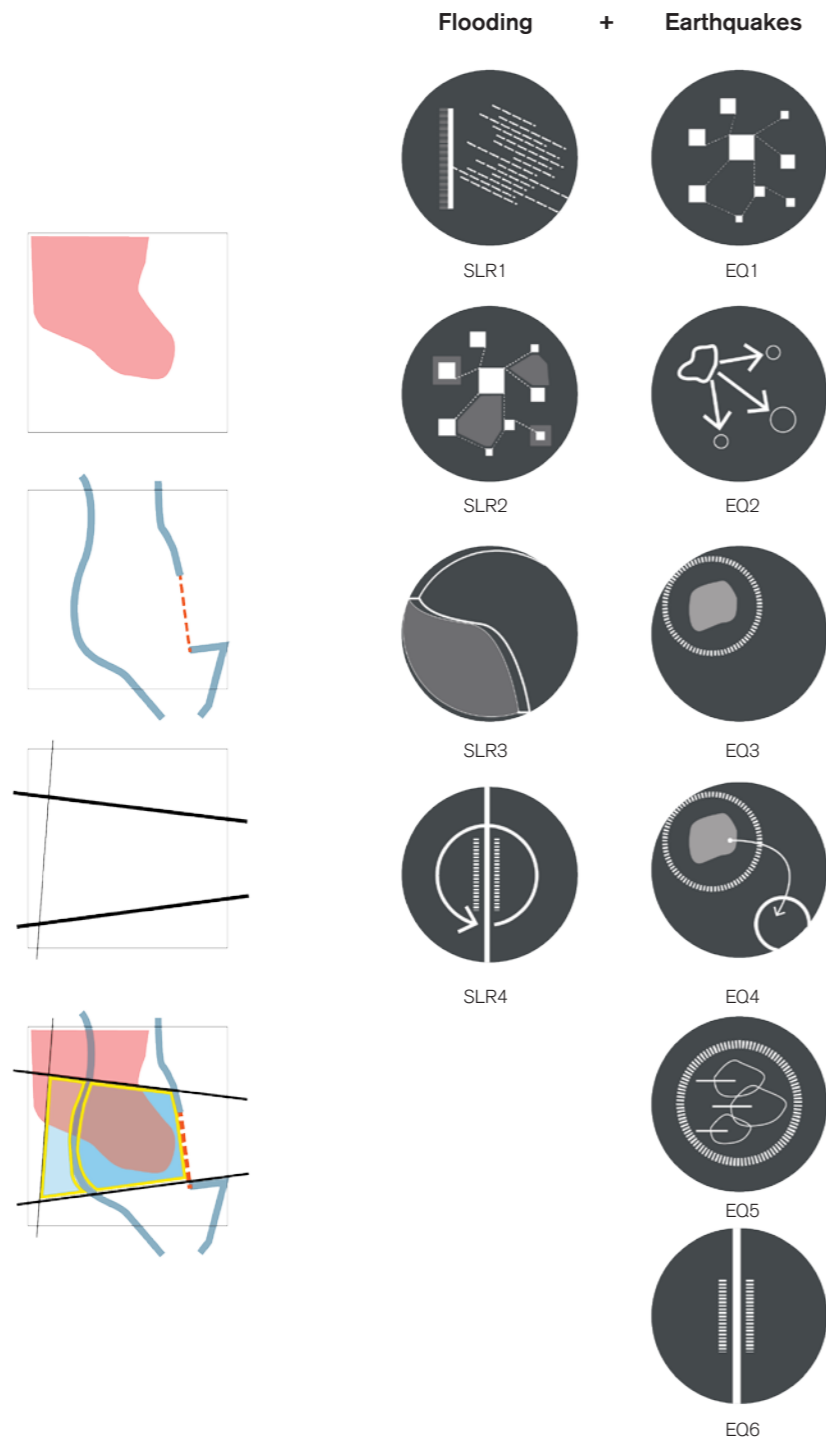 Flooding + Earthquakes
SLR1 EQ1
SLR2 EQ2
SLR3 EQ3
SLR4 EQ4
EQ5
EQ6